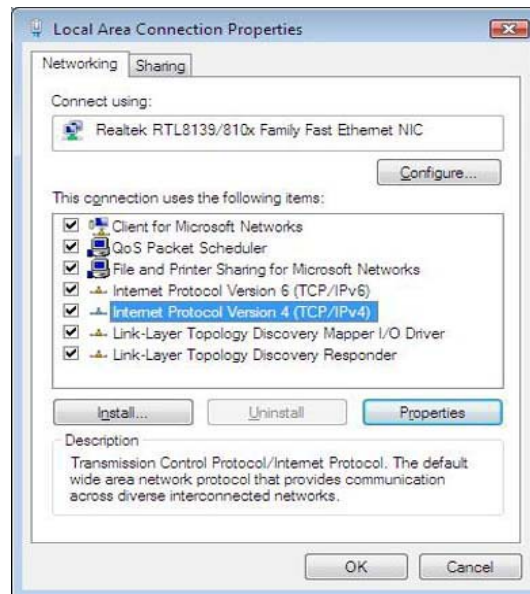 Local Area Connection Properties
Networking
Sharing
Connect using:
Realtek RTL8139/810x Family Fast Ethernet NIC
Configure...
This connection uses the following items:
Client for Microsoft Networks
QoS Packet Scheduler
File and Printer Sharing for Microsoft Networks
Internet Protocol Version 6 (TCP/IPv6)
Internet Protocol Version 4 (TCP/IPv4)
Link-Layer Topology Discovery Mapper I/O Driver
Link-Layer Topology Discovery Responder
Install...
Uninstall
Properties
Description
Transmission Control Protocol/Internet Protocol. The default
wide area network protocol that provides communication
across diverse interconnected networks.
OK
Cancel